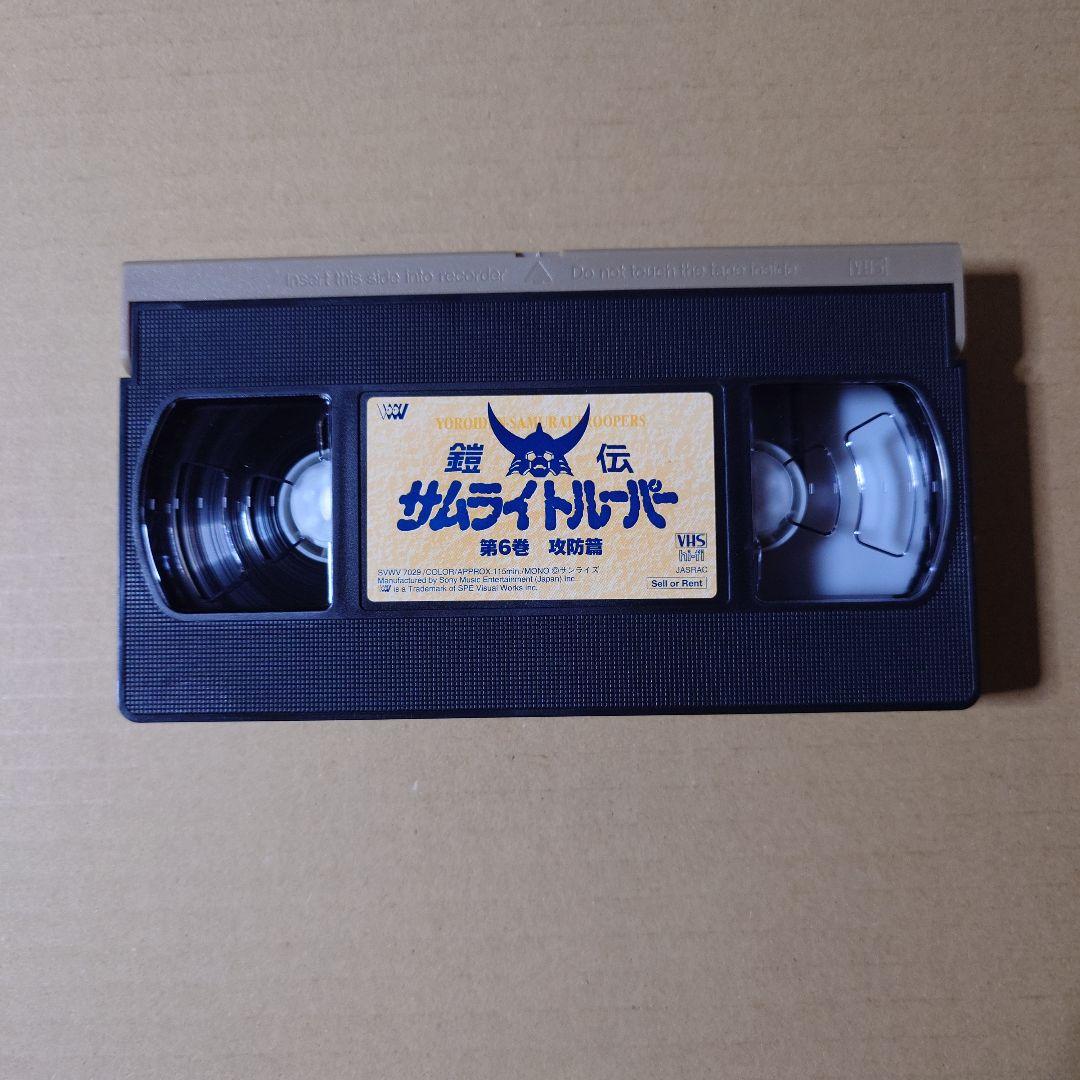 Insert this side into recorder △ Do not touch the tape inside VHS
YOROIDEN-SAMURAI TROOPERS
鎧 伝
サムライトルーパー
第6巻 攻防篇
VHS
hi-fi
SVWV 7029/COLOR/APPROX.115min./MONO ©サンライズ JASRAC
Manufactured by Sony Music Entertainment (Japan) Inc.
is a Trademark of SPE Visual Works Inc.
Sell or Rent